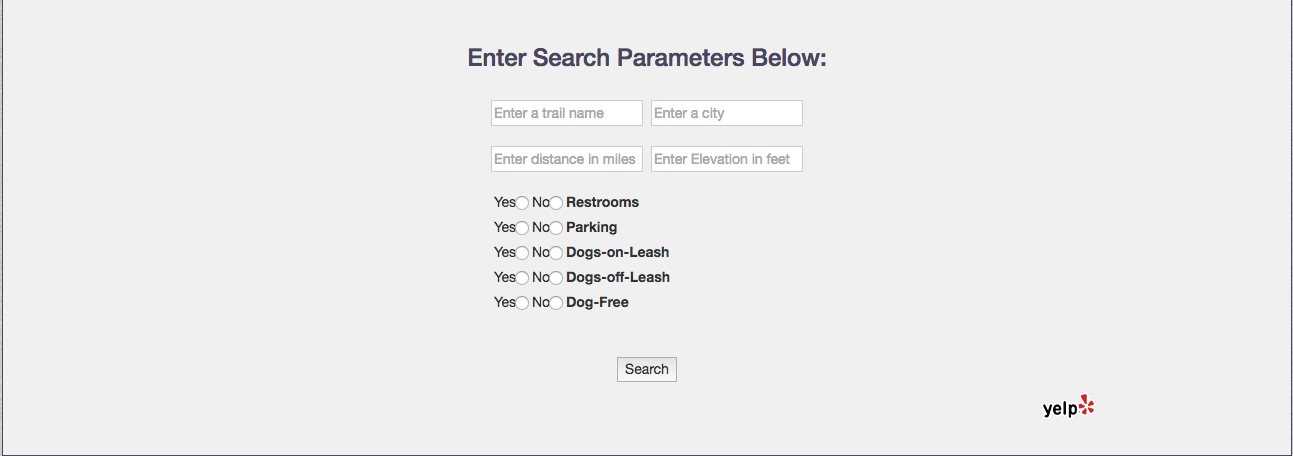 Enter Search Parameters Below:
Enter a trail name Enter a city
Enter distance in miles Enter Elevation in feet
Yes No Restrooms
Yes No Parking
Yes No Dogs-on-Leash
Yes No Dogs-off-Leash
Yes No Dog-Free
Search
yelp